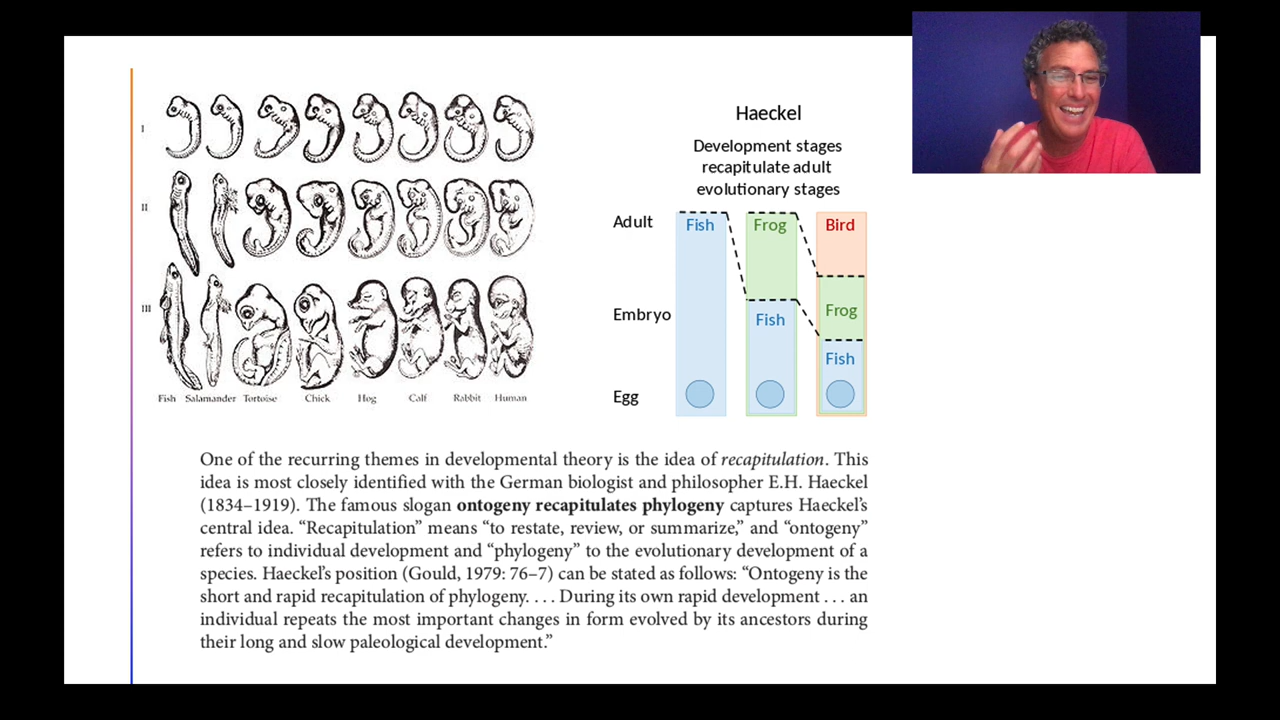 I
II
III
Fish Salamander Tortoise Chick Hog Calf Rabbit Human
Haeckel
Development stages
recapitulate adult
evolutionary stages
Adult
Embryo
Egg
Fish
Frog
Fish
Bird
Frog
Fish
One of the recurring themes in developmental theory is the idea of recapitulation. This
idea is most closely identified with the German biologist and philosopher E.H. Haeckel
(1834–1919). The famous slogan ontogeny recapitulates phylogeny captures Haeckel’s
central idea. “Recapitulation” means “to restate, review, or summarize,” and “ontogeny”
refers to individual development and “phylogeny” to the evolutionary development of a
species. Haeckel’s position (Gould, 1979: 76–7) can be stated as follows: “Ontogeny is the
short and rapid recapitulation of phylogeny. . . . During its own rapid development . . . an
individual repeats the most important changes in form evolved by its ancestors during
their long and slow paleological development.”